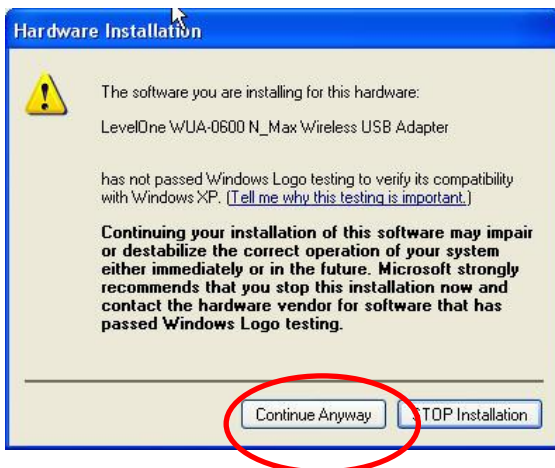 Hardware Installation
The software you are installing for this hardware:
LevelOne WUA-0600 N_Max Wireless USB Adapter
has not passed Windows Logo testing to verify its compatibility
with Windows XP. (Tell me why this testing is important.)
Continuing your installation of this software may impair
or destabilize the correct operation of your system
either immediately or in the future. Microsoft strongly
recommends that you stop this installation now and
contact the hardware vendor for software that has
passed Windows Logo testing.
Continue Anyway
STOP Installation